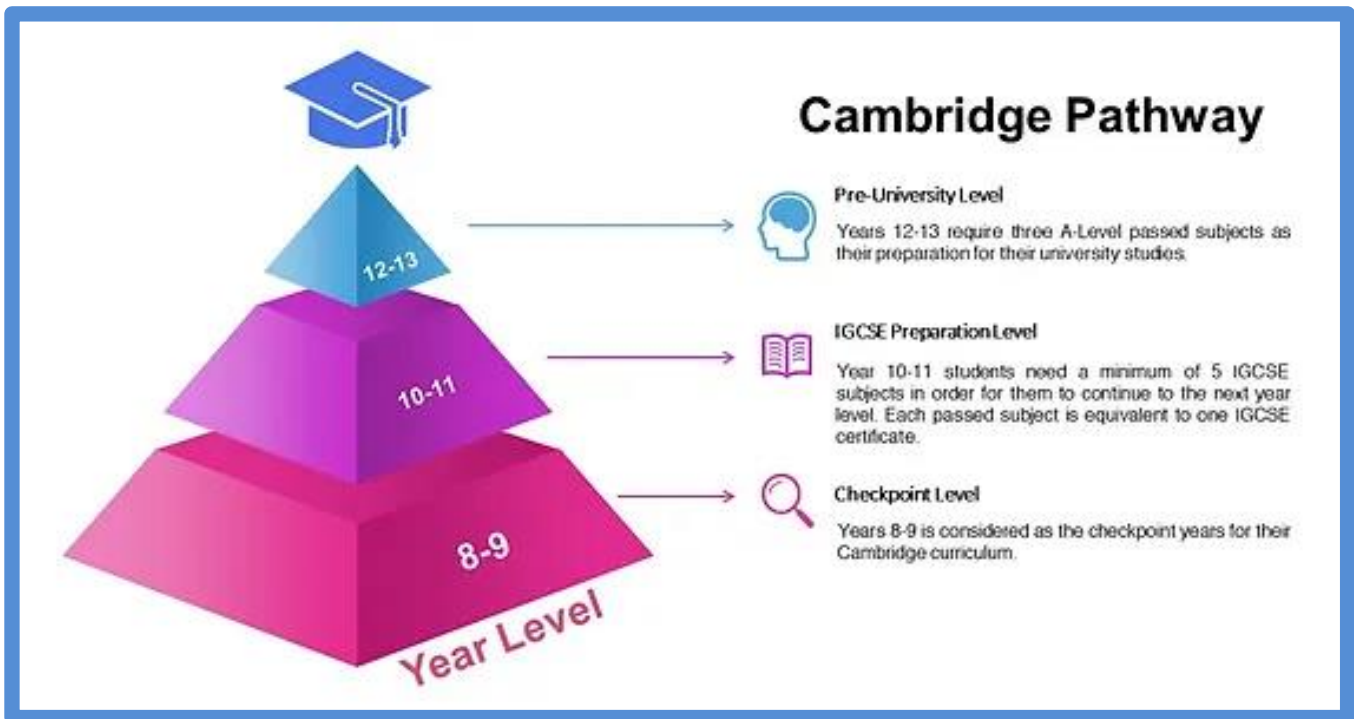 Cambridge Pathway
Pre-University Level
Years 12-13 require three A-Level passed subjects as
their preparation for their university studies.
12-13
IGCSE Preparation Level
Year 10-11 students need a minimum of 5 IGCSE
subjects in order for them to continue to the next year
level. Each passed subject is equivalent to one IGCSE
certificate.
10-11
Checkpoint Level
Years 8-9 is considered as the checkpoint years for their
Cambridge curriculum.
8-9
Year Level